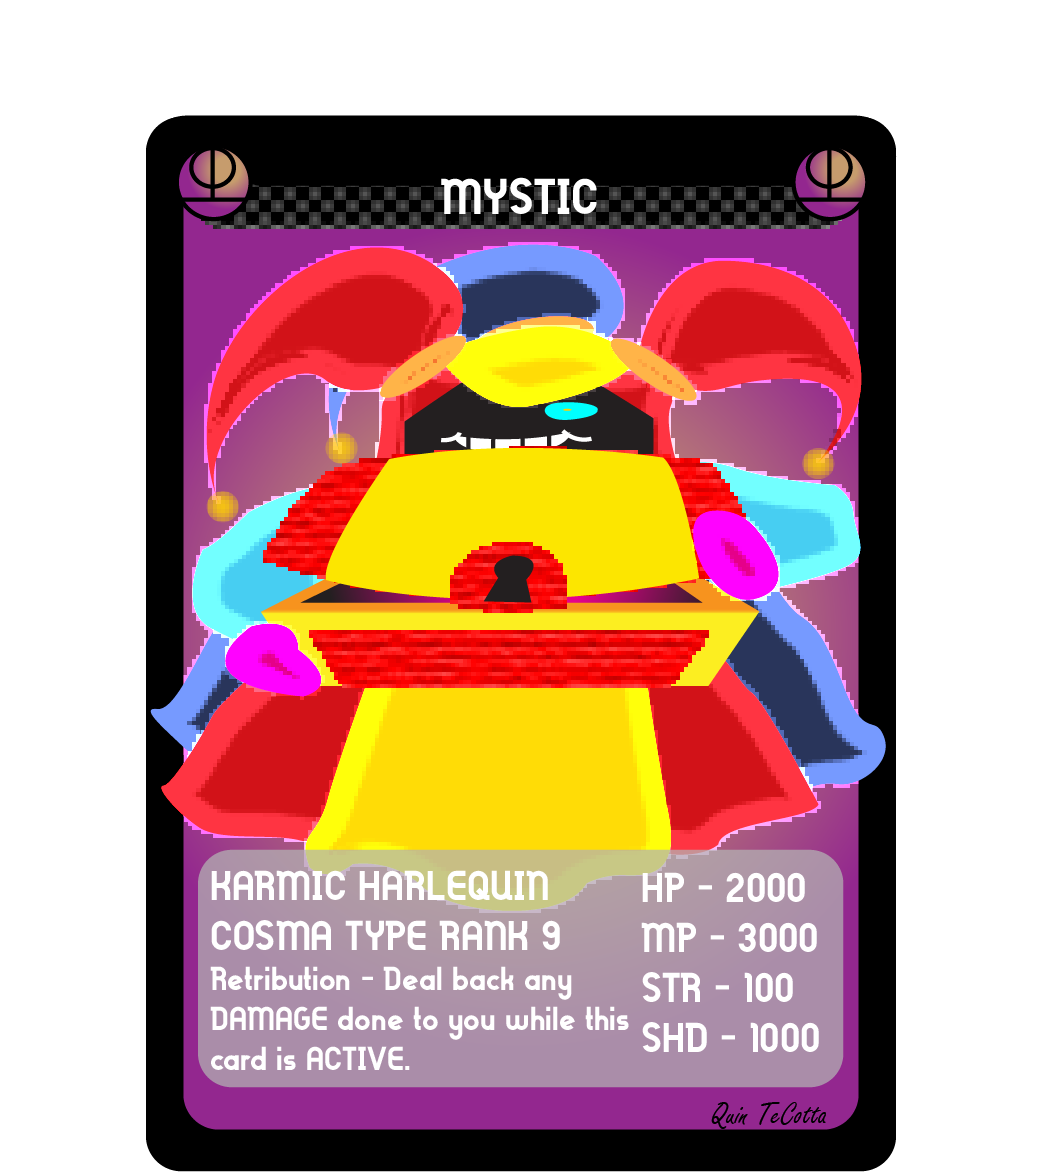 MYSTIC
KARMIC HARLEQUIN
COSMA TYPE RANK 9
Retribution - Deal back any
DAMAGE done to you while this
card is ACTIVE.
HP - 2000
MP - 3000
STR - 100
SHD - 1000
Quin TeCotta